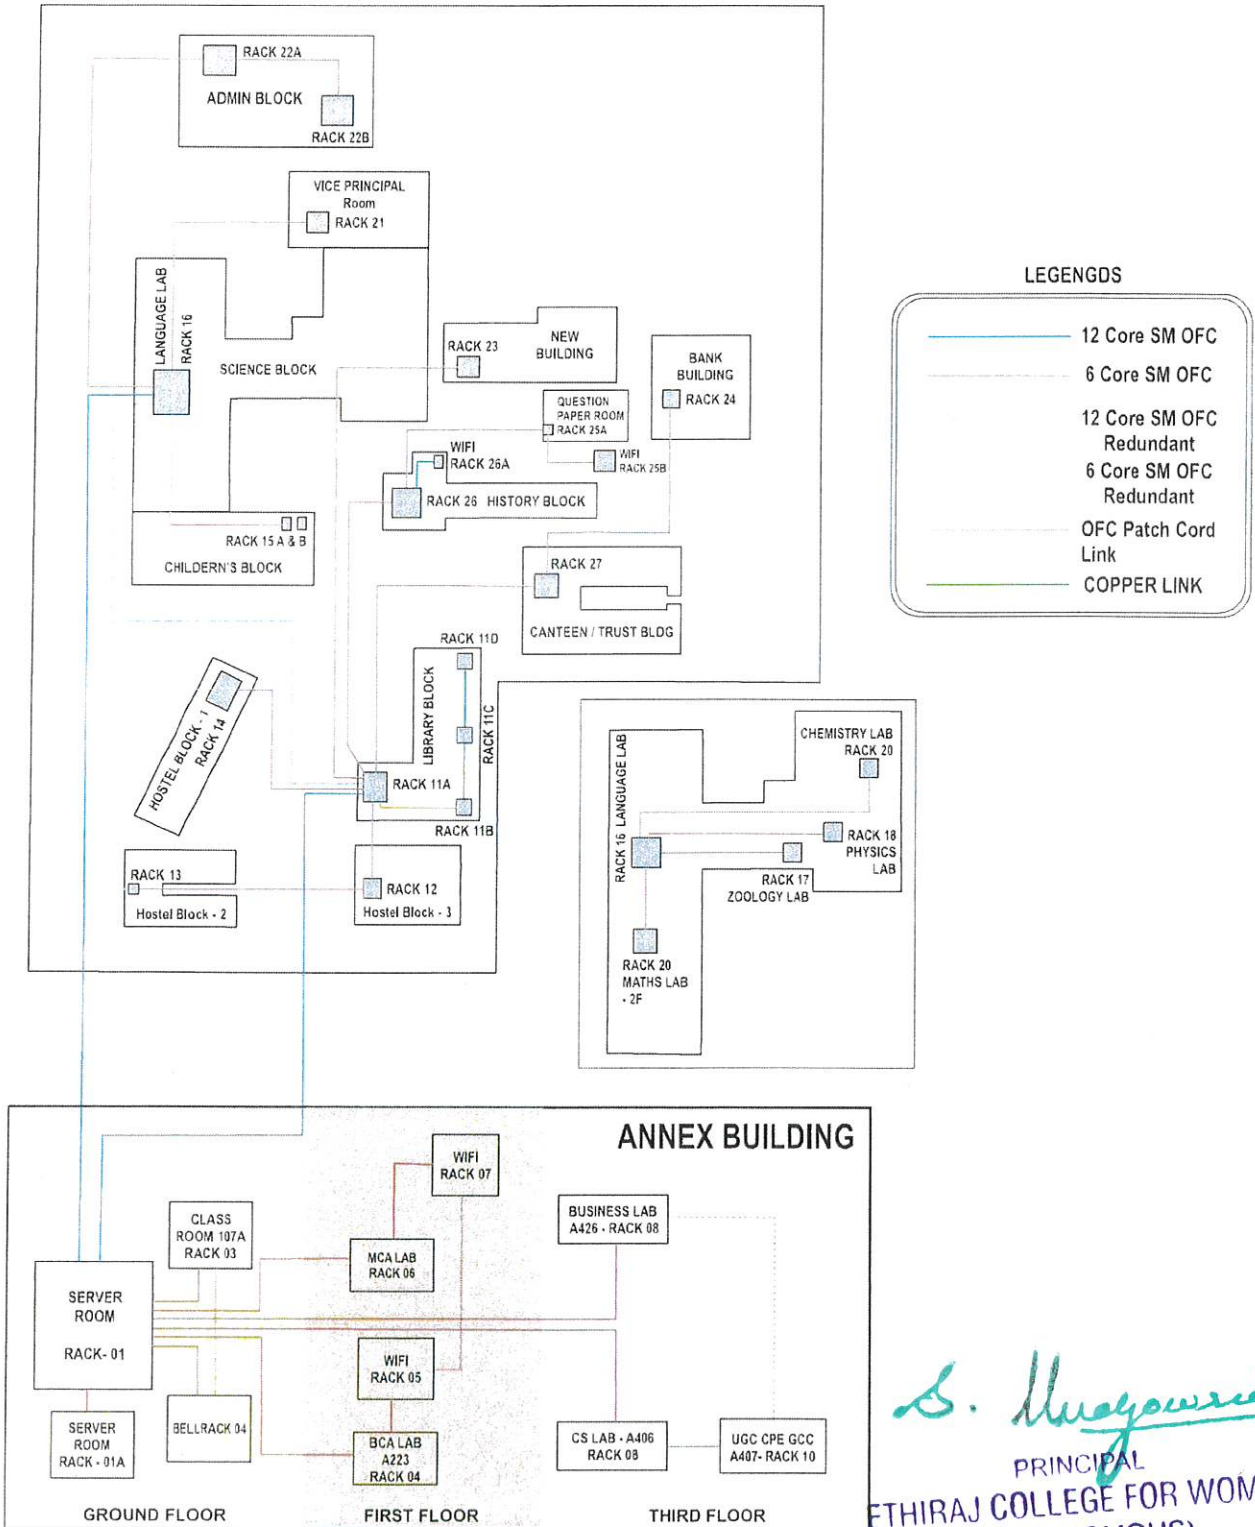 RACK 22A
ADMIN BLOCK
RACK 22B
VICE PRINCIPAL
Room
RACK 21
LANGUAGE LAB
RACK 16
SCIENCE BLOCK
RACK 23
NEW
BUILDING
BANK
BUILDING
RACK 24
QUESTION
PAPER ROOM
RACK 25A
WIFI
RACK 25B
WIFI
RACK 26A
RACK 26 HISTORY BLOCK
RACK 15 A & B
CHILDERN'S BLOCK
RACK 27
CANTEEN / TRUST BLDG
HOSTEL BLOCK - 1
RACK 14
RACK 11D
LIBRARY BLOCK
RACK 11C
RACK 11A
RACK 11B
RACK 13
Hostel Block - 2
RACK 12
Hostel Block - 3
LEGENGDS
12 Core SM OFC
6 Core SM OFC
12 Core SM OFC
Redundant
6 Core SM OFC
Redundant
OFC Patch Cord
Link
COPPER LINK
CHEMISTRY LAB
RACK 20
RACK 16 LANGUAGE LAB
RACK 18
PHYSICS
LAB
RACK 17
ZOOLOGY LAB
RACK 20
MATHS LAB
- 2F
ANNEX BUILDING
WIFI
RACK 07
CLASS
ROOM 107A
RACK 03
BUSINESS LAB
A426 - RACK 08
MCA LAB
RACK 06
SERVER
ROOM
RACK- 01
WIFI
RACK 05
SERVER
ROOM
RACK - 01A
BELLRACK 04
BCA LAB
A223
RACK 04
CS LAB - A406
RACK 08
UGC CPE GCC
A407- RACK 10
GROUND FLOOR
FIRST FLOOR
THIRD FLOOR
S.
PRINCIPAL
ETHIRAJ COLLEGE FOR WOM